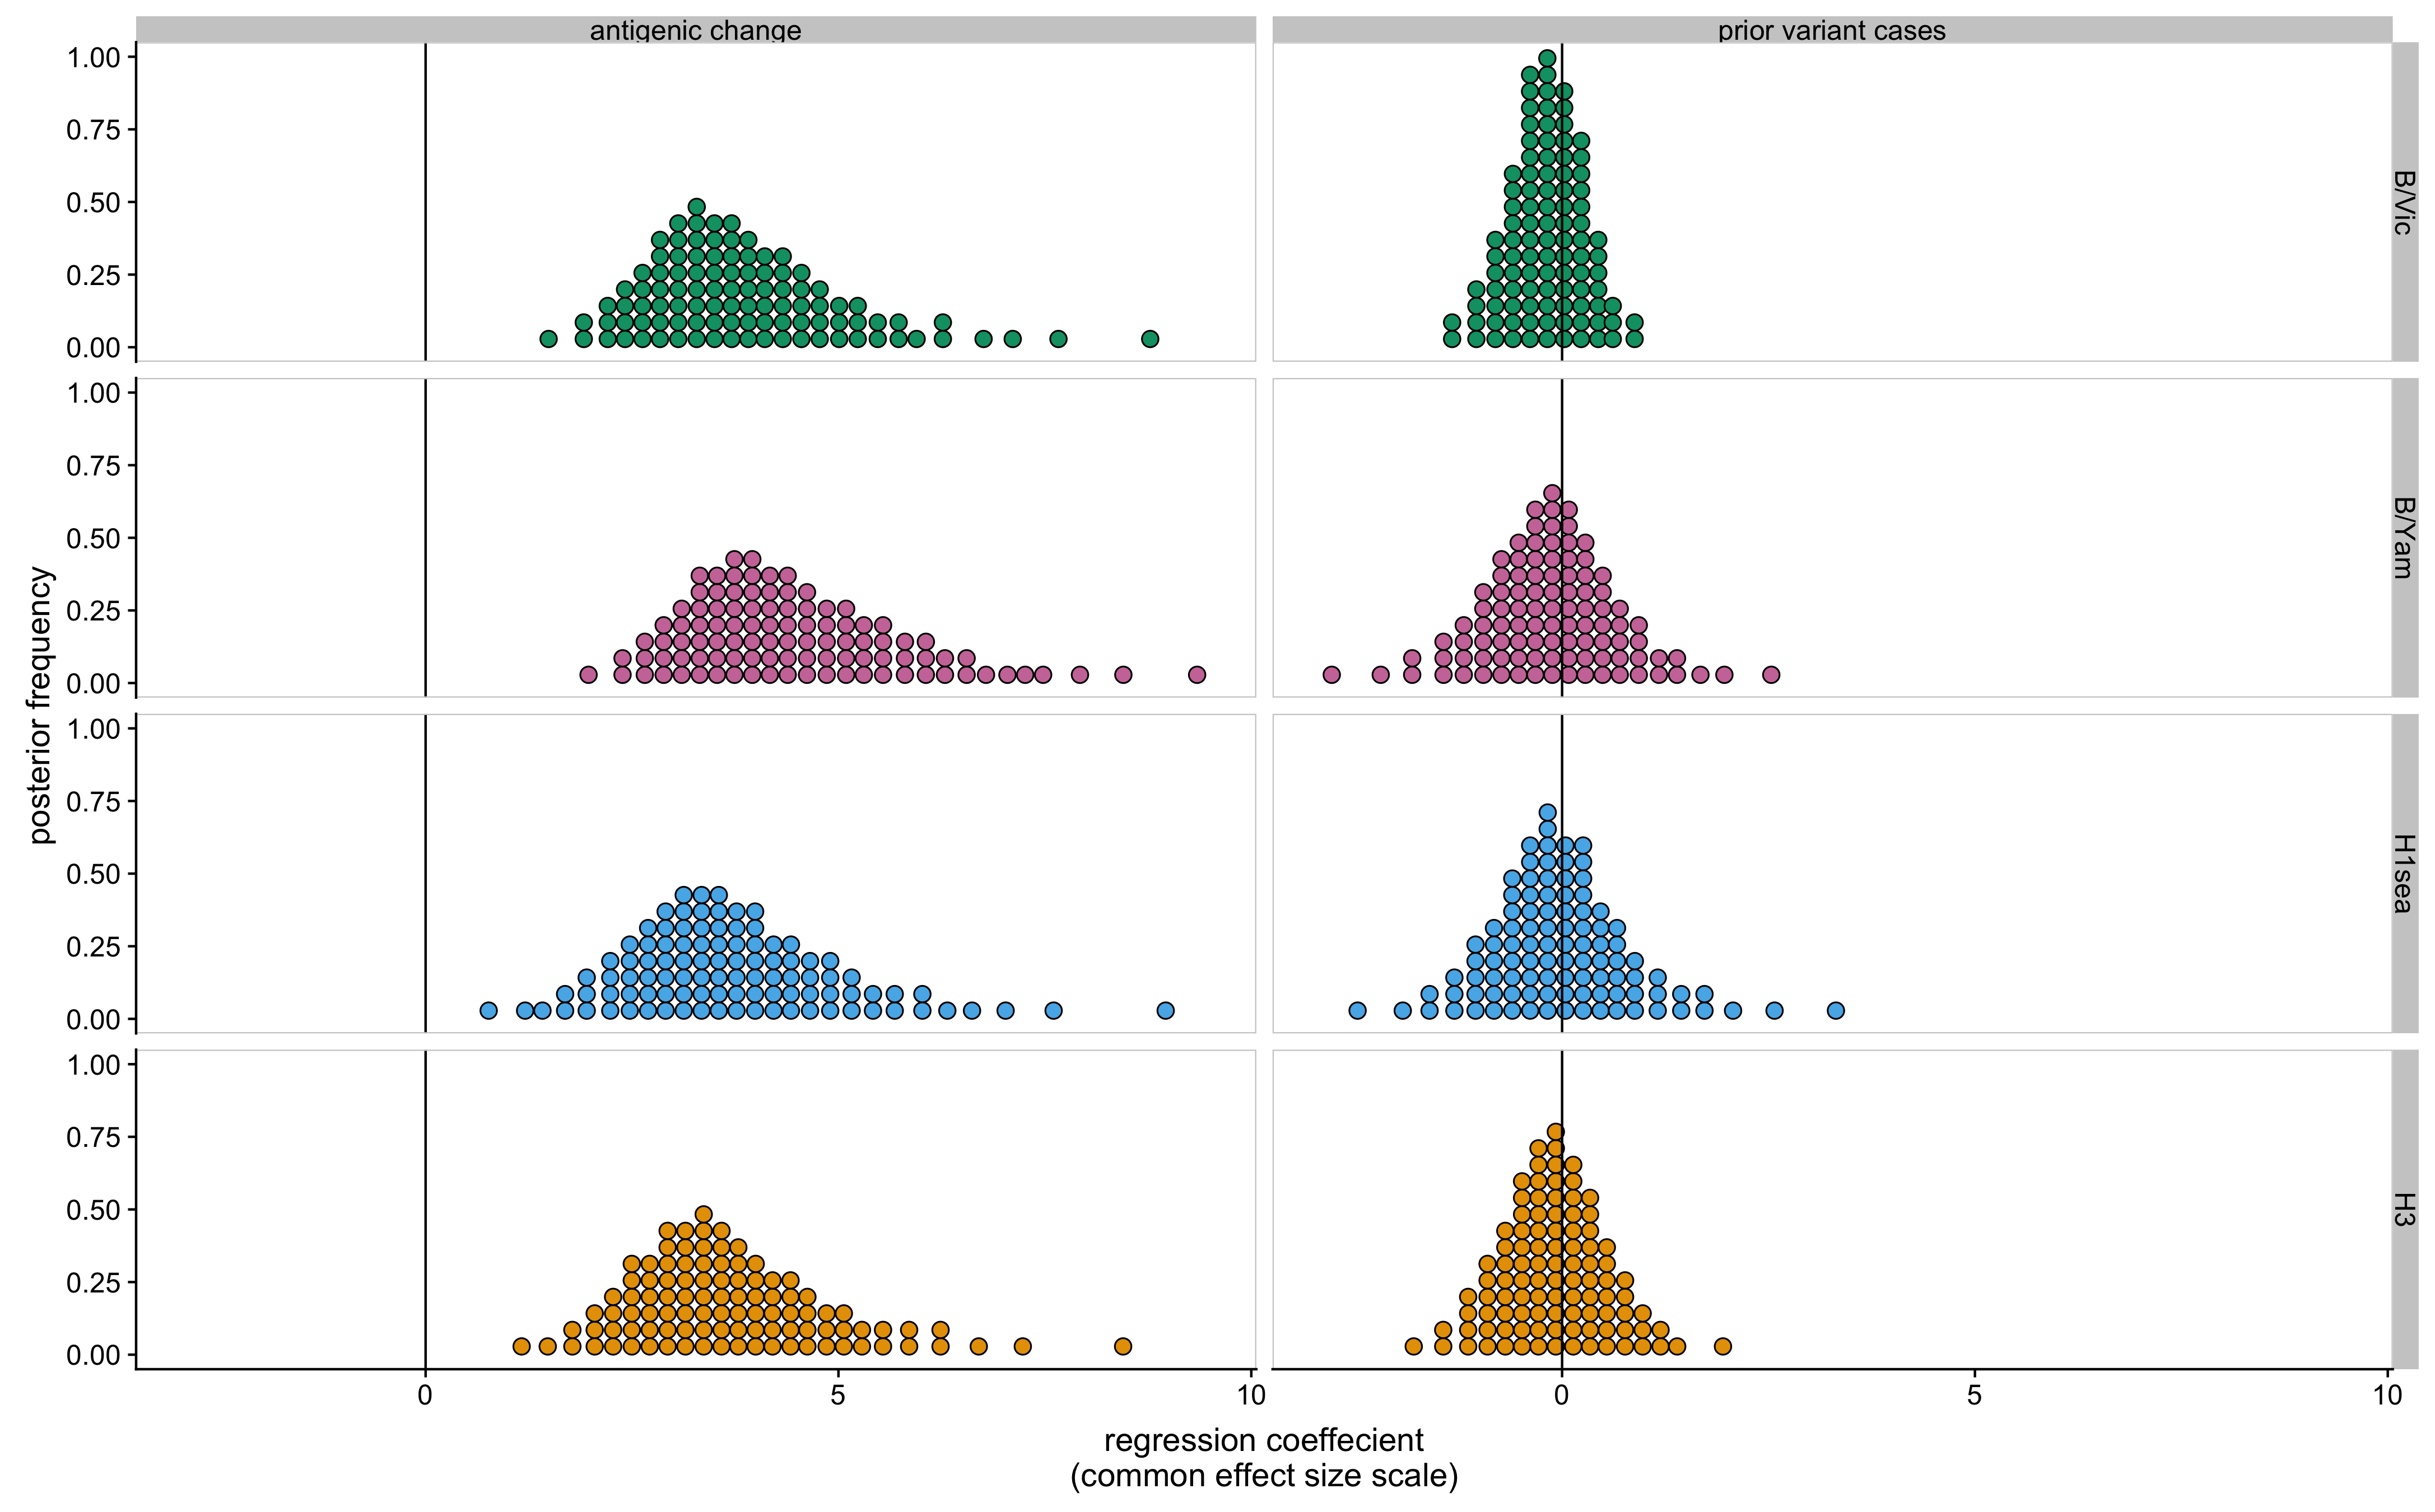 antigenic change
prior variant cases
1.00
0.75
0.50
0.25
0.00
B/Vic
1.00
0.75
0.50
0.25
0.00
B/Yam
posterior frequency
1.00
0.75
0.50
0.25
0.00
H1sea
1.00
0.75
0.50
0.25
0.00
H3
0 5 10
0 5 10
regression coeffecient
(common effect size scale)